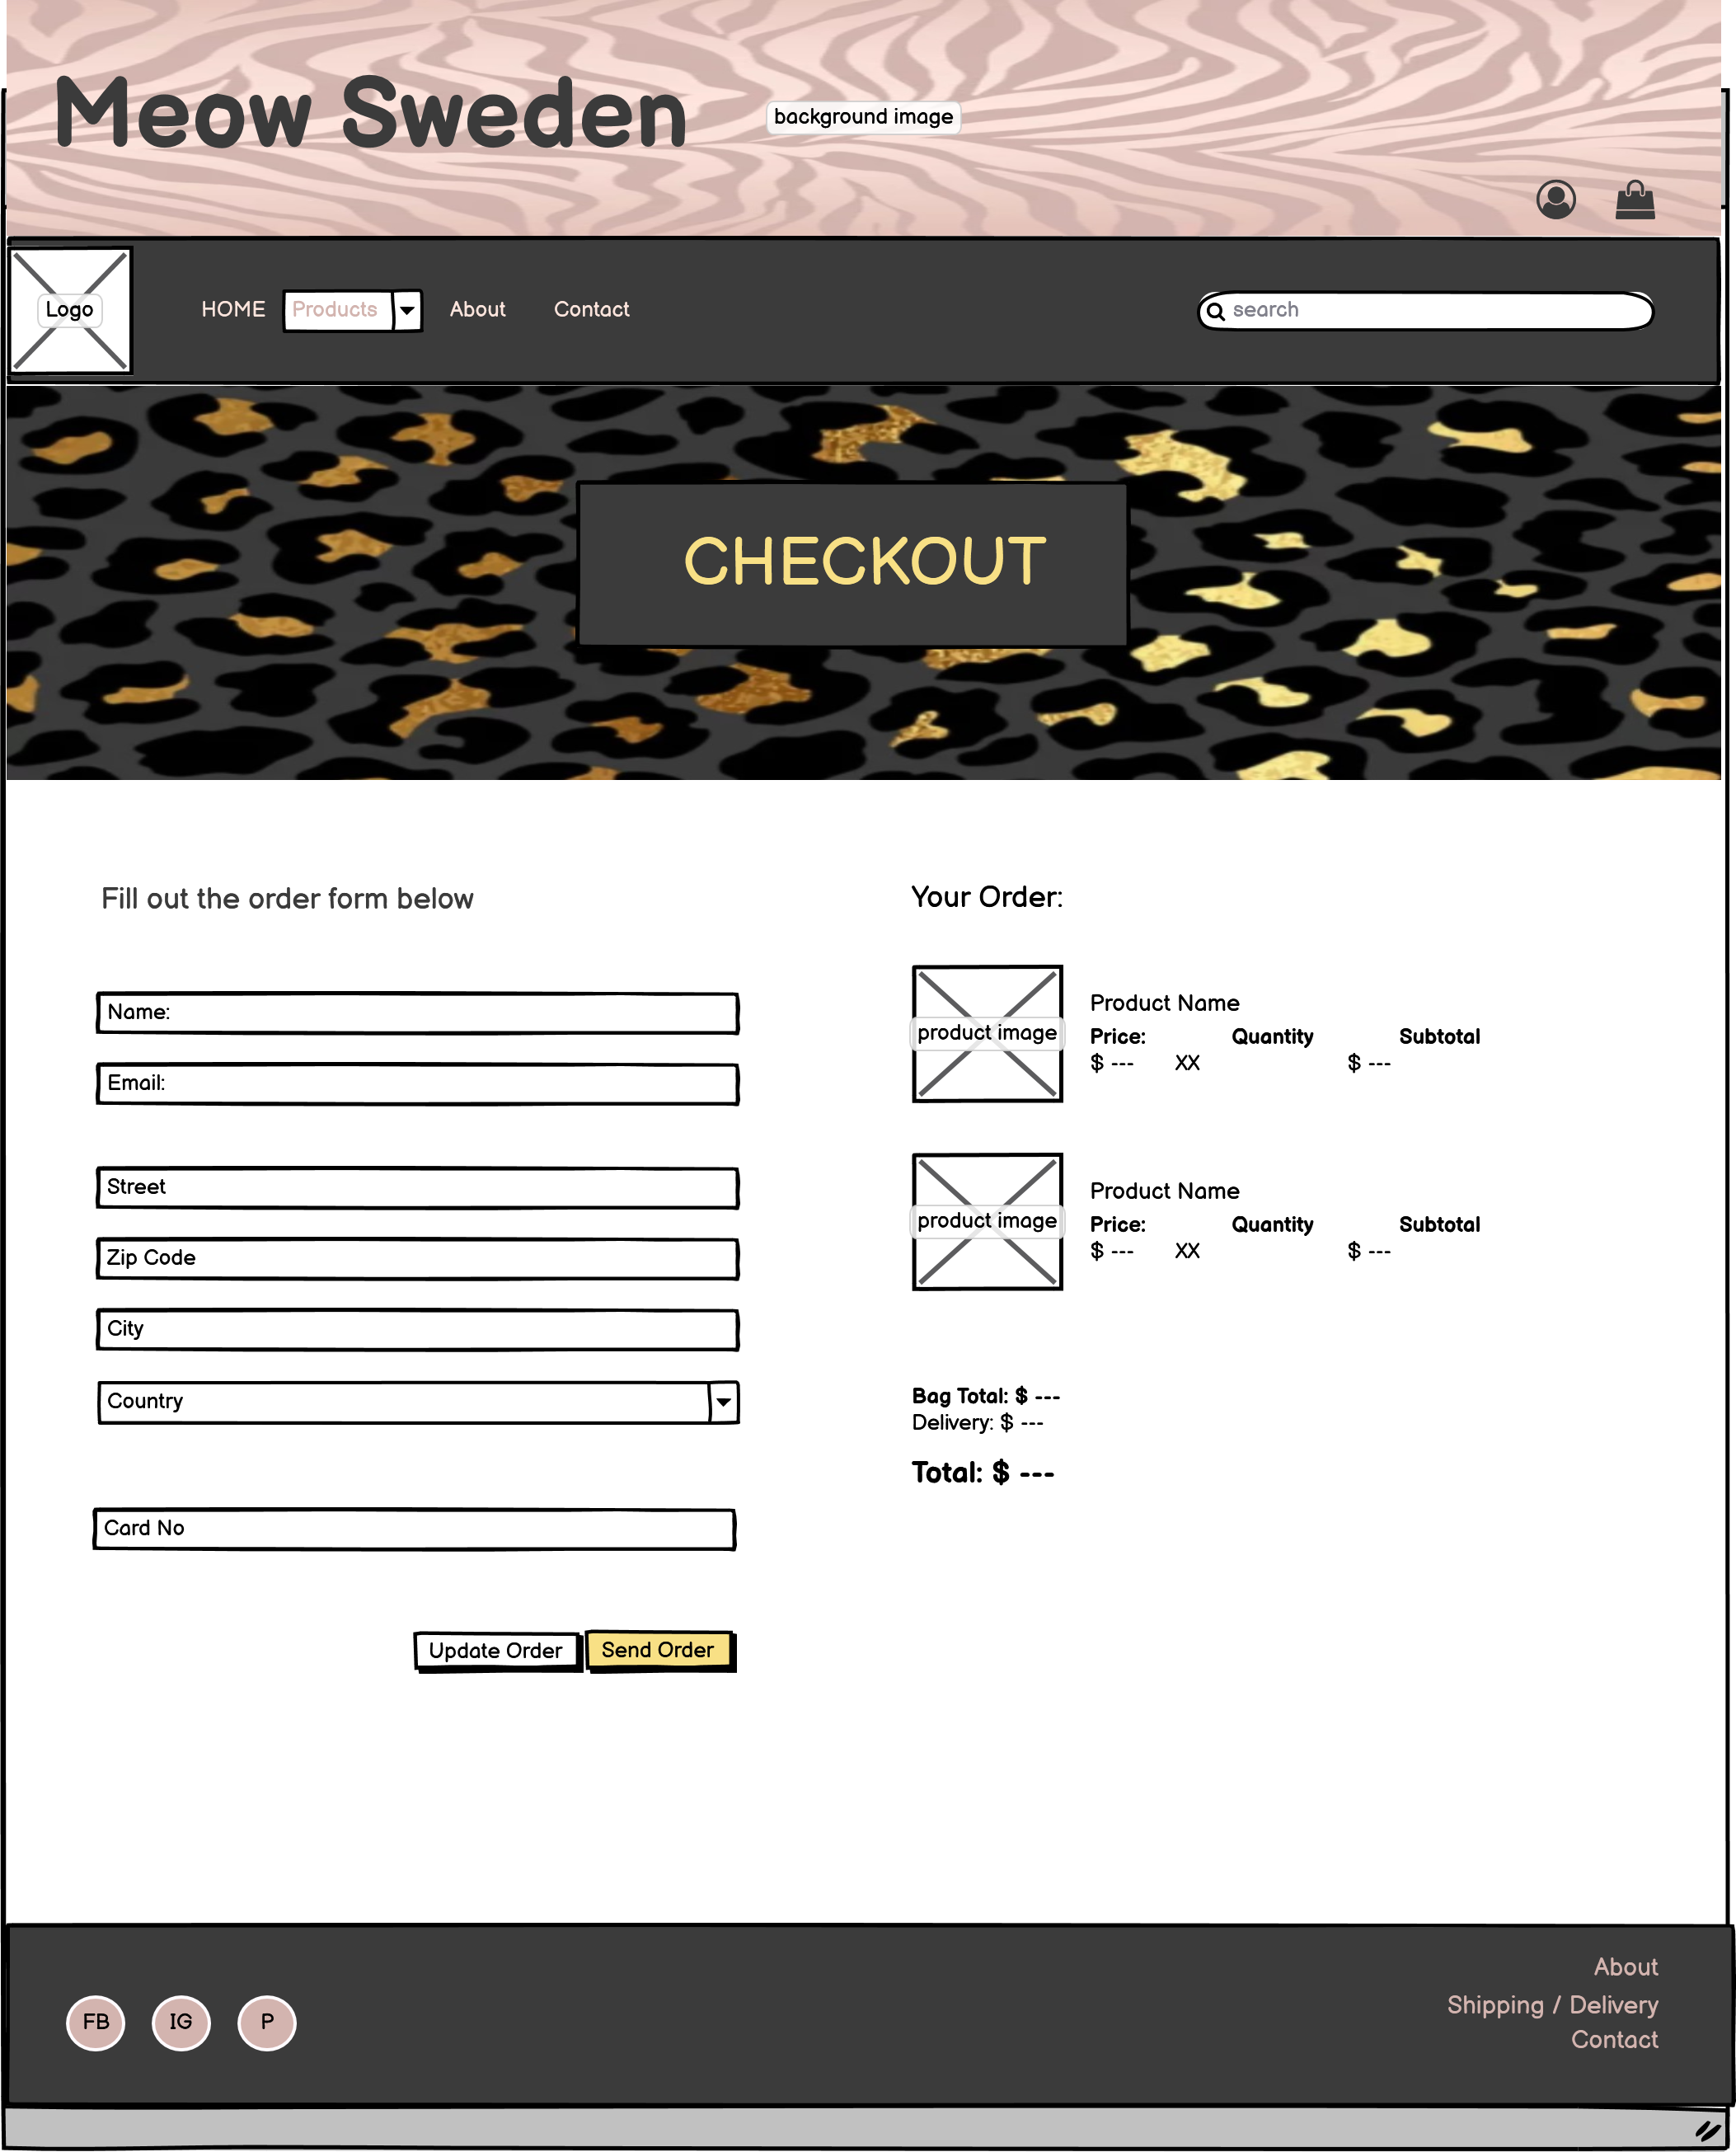 Meow Sweden
background image
Logo
HOME
Products
About
Contact
search
CHECKOUT
Fill out the order form below
Name:
Email:
Street
Zip Code
City
Country
Card No
Update Order
Send Order
Your Order:
product image
Product Name
Price: Quantity Subtotal
$ --- XX $ ---
product image
Product Name
Price: Quantity Subtotal
$ --- XX $ ---
Bag Total: $ ---
Delivery: $ ---
Total: $ ---
FB
IG
P
About
Shipping / Delivery
Contact